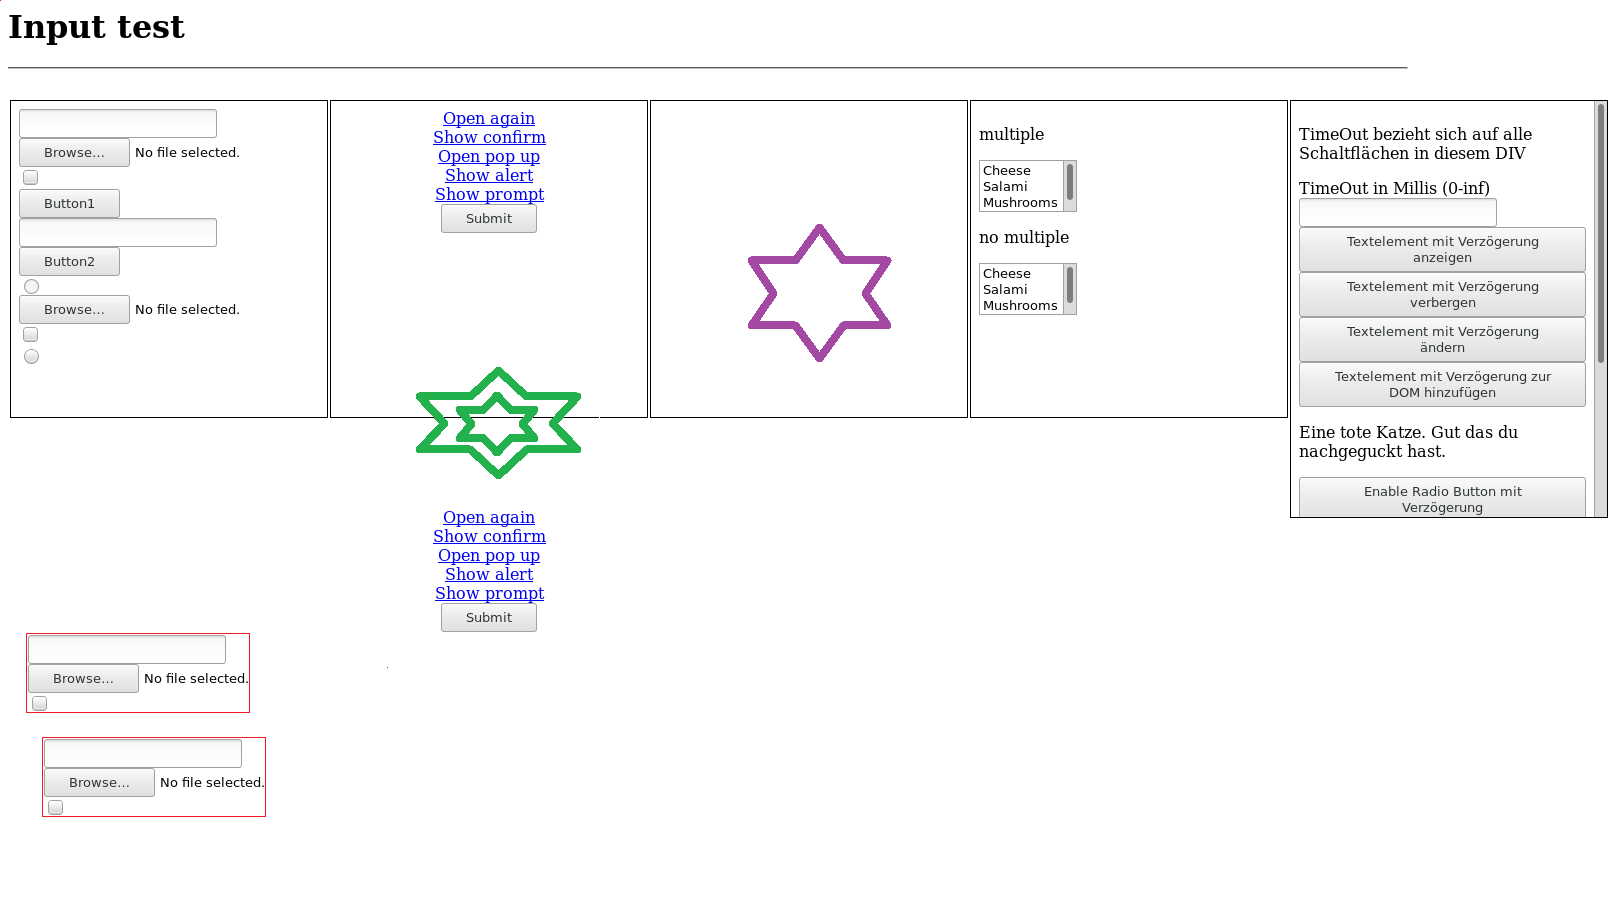 Input test
Browse... No file selected.
Button1
Button2
Browse... No file selected.
Open again
Show confirm
Open pop up
Show alert
Show prompt
Submit
multiple
Cheese
Salami
Mushrooms
no multiple
Cheese
Salami
Mushrooms
TimeOut bezieht sich auf alle
Schaltflächen in diesem DIV
TimeOut in Millis (0-inf)
Textelement mit Verzögerung
anzeigen
Textelement mit Verzögerung
verbergen
Textelement mit Verzögerung
ändern
Textelement mit Verzögerung zur
DOM hinzufügen
Eine tote Katze. Gut das du
nachgeguckt hast.
Enable Radio Button mit
Verzögerung
Open again
Show confirm
Open pop up
Show alert
Show prompt
Submit
Browse... No file selected.
Browse... No file selected.